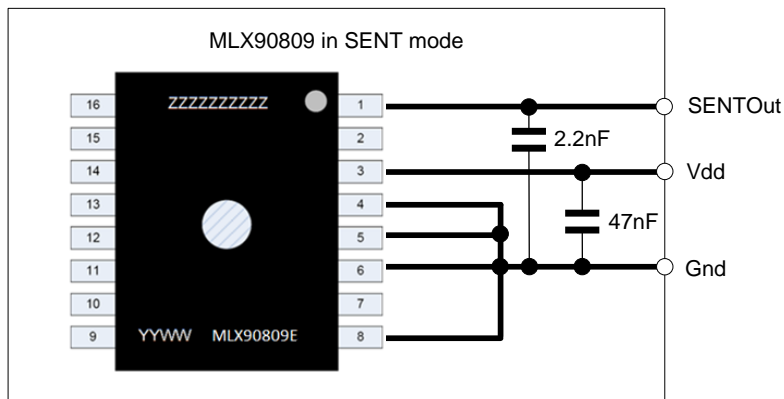 MLX90809 in SENT mode
ZZZZZZZZZZ
16
15
14
13
12
11
10
9
1
2
3
4
5
6
7
8
YYWW MLX90809E
2.2nF
47nF
SENTOut
Vdd
Gnd